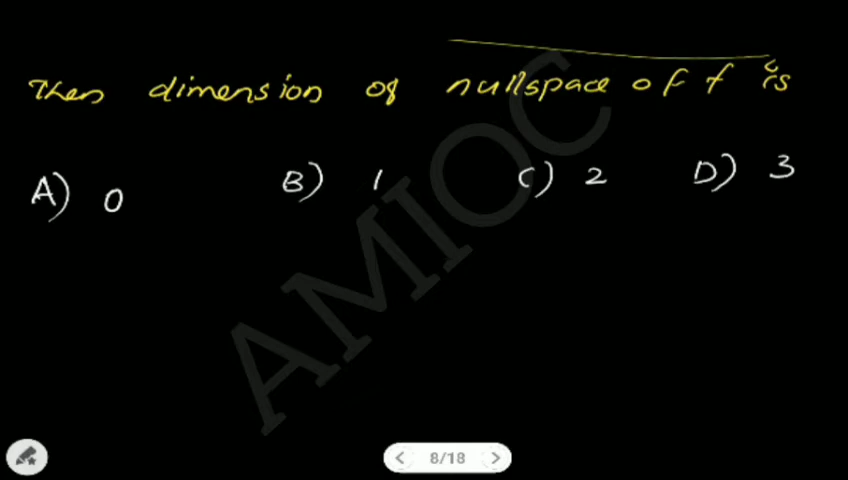 Then dimension of nullspace of f is
A) 0 B) 1 C) 2 D) 3
AMIOC
8/18